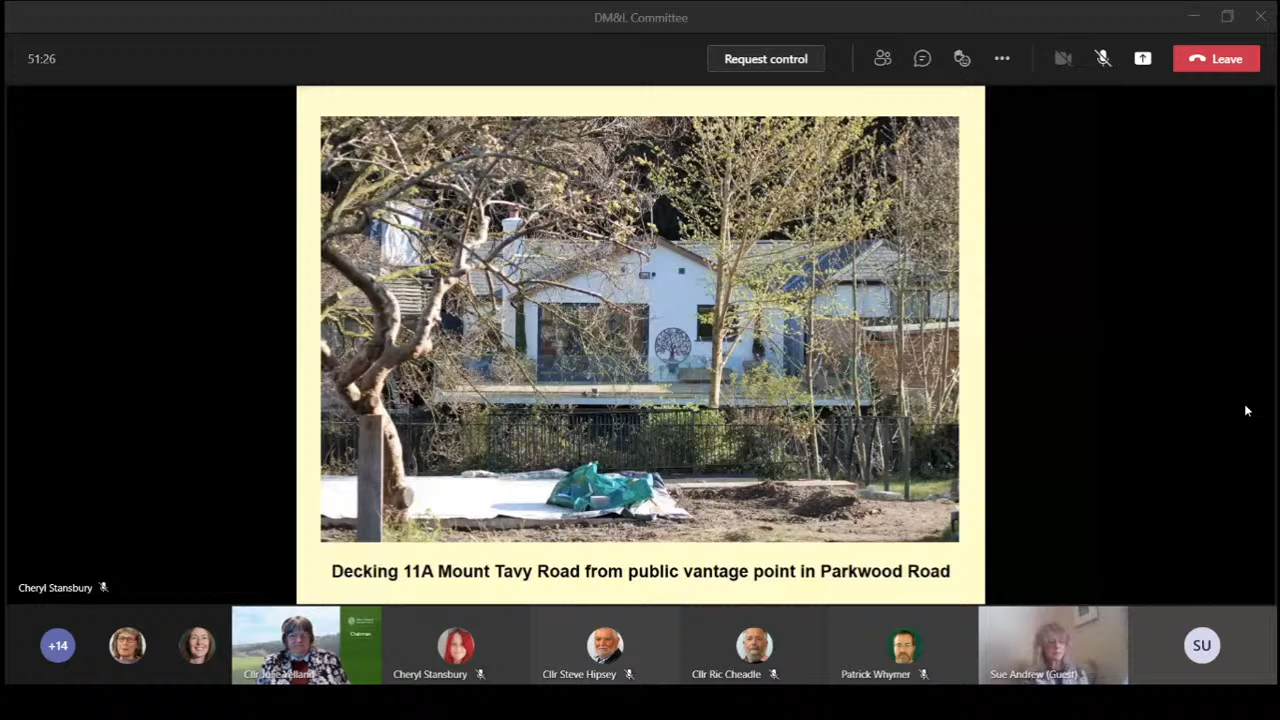 DM&L Committee
51:26
Request control
Leave
Decking 11A Mount Tavy Road from public vantage point in Parkwood Road
Cheryl Stansbury
+14
Chairman
Cheryl Stansbury
Cllr Steve Hipsey
Cllr Ric Cheadle
Patrick Whymer
Sue Andrew (Guest)
SU